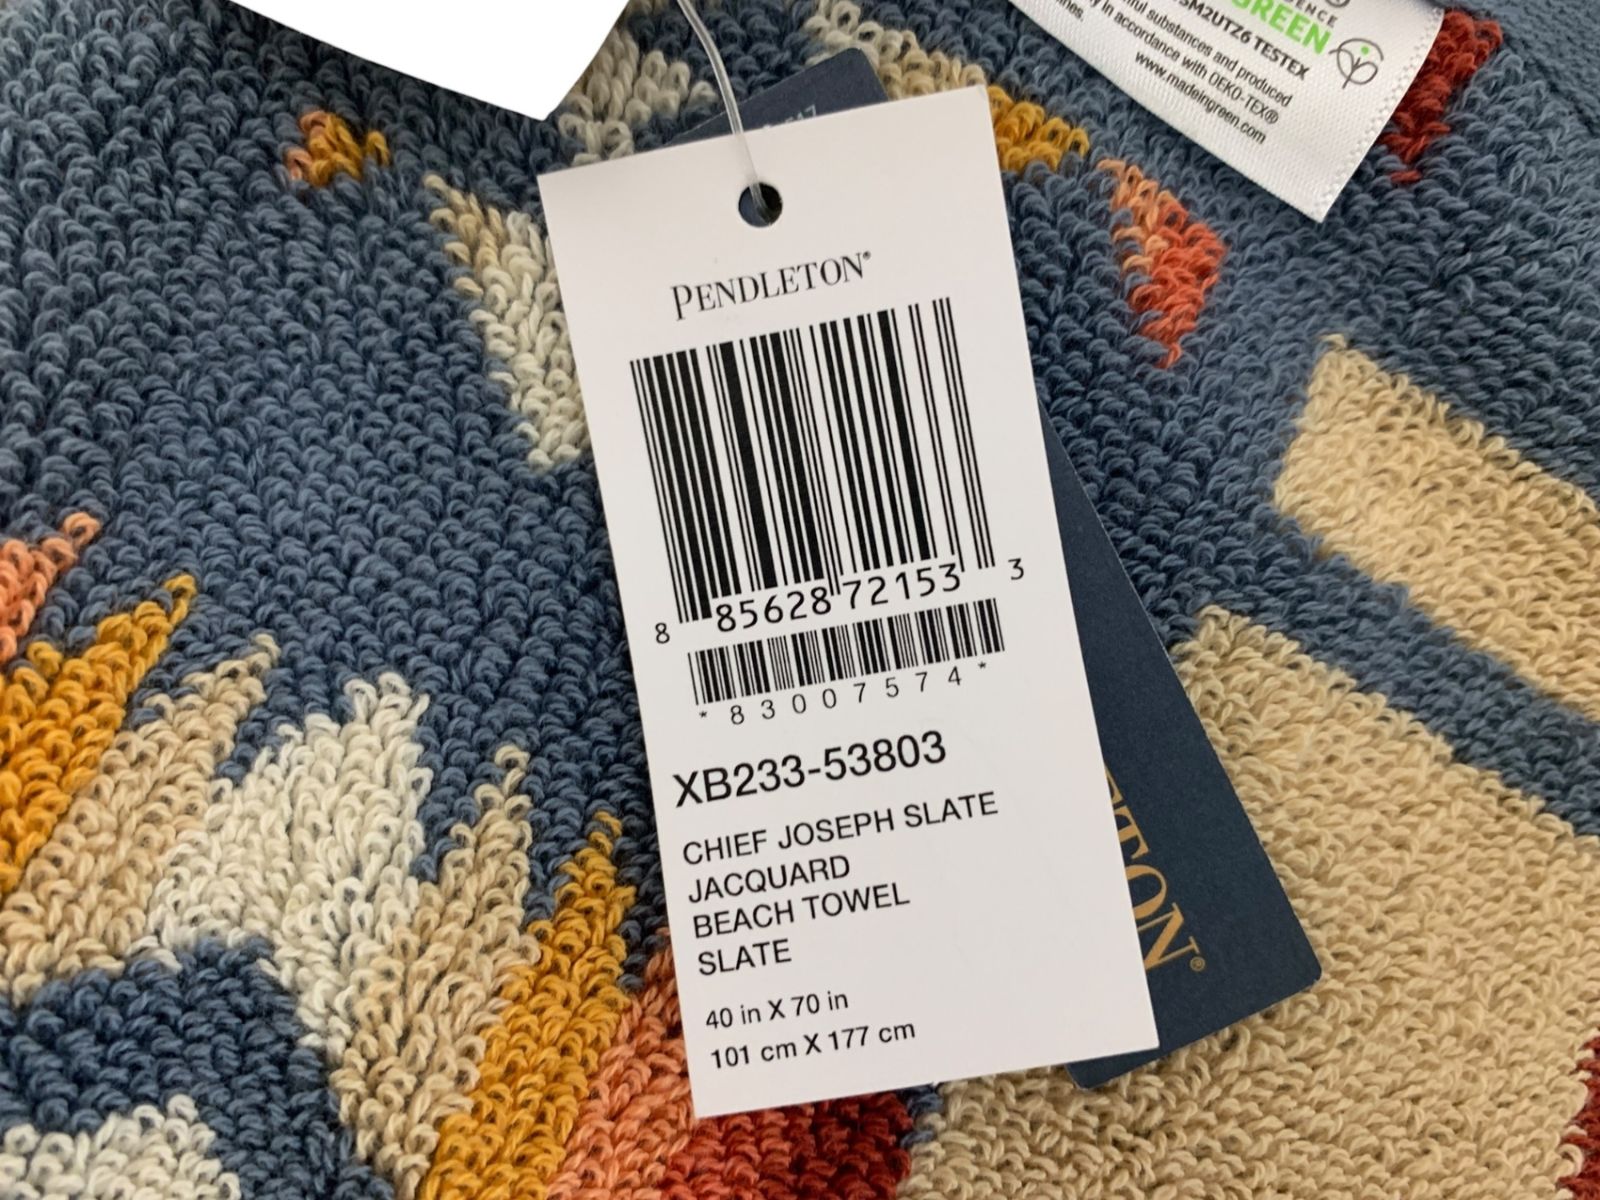 ENCE
GREEN
SM2UTZ6 TESTEX
substances and produced
in accordance with OEKO-TEX®
www.madeingreen.com
PENDLETON®
8 85628 72153 3
*83007574*
XB233-53803
CHIEF JOSEPH SLATE
JACQUARD
BEACH TOWEL
SLATE
40 in X 70 in
101 cm X 177 cm
TON®